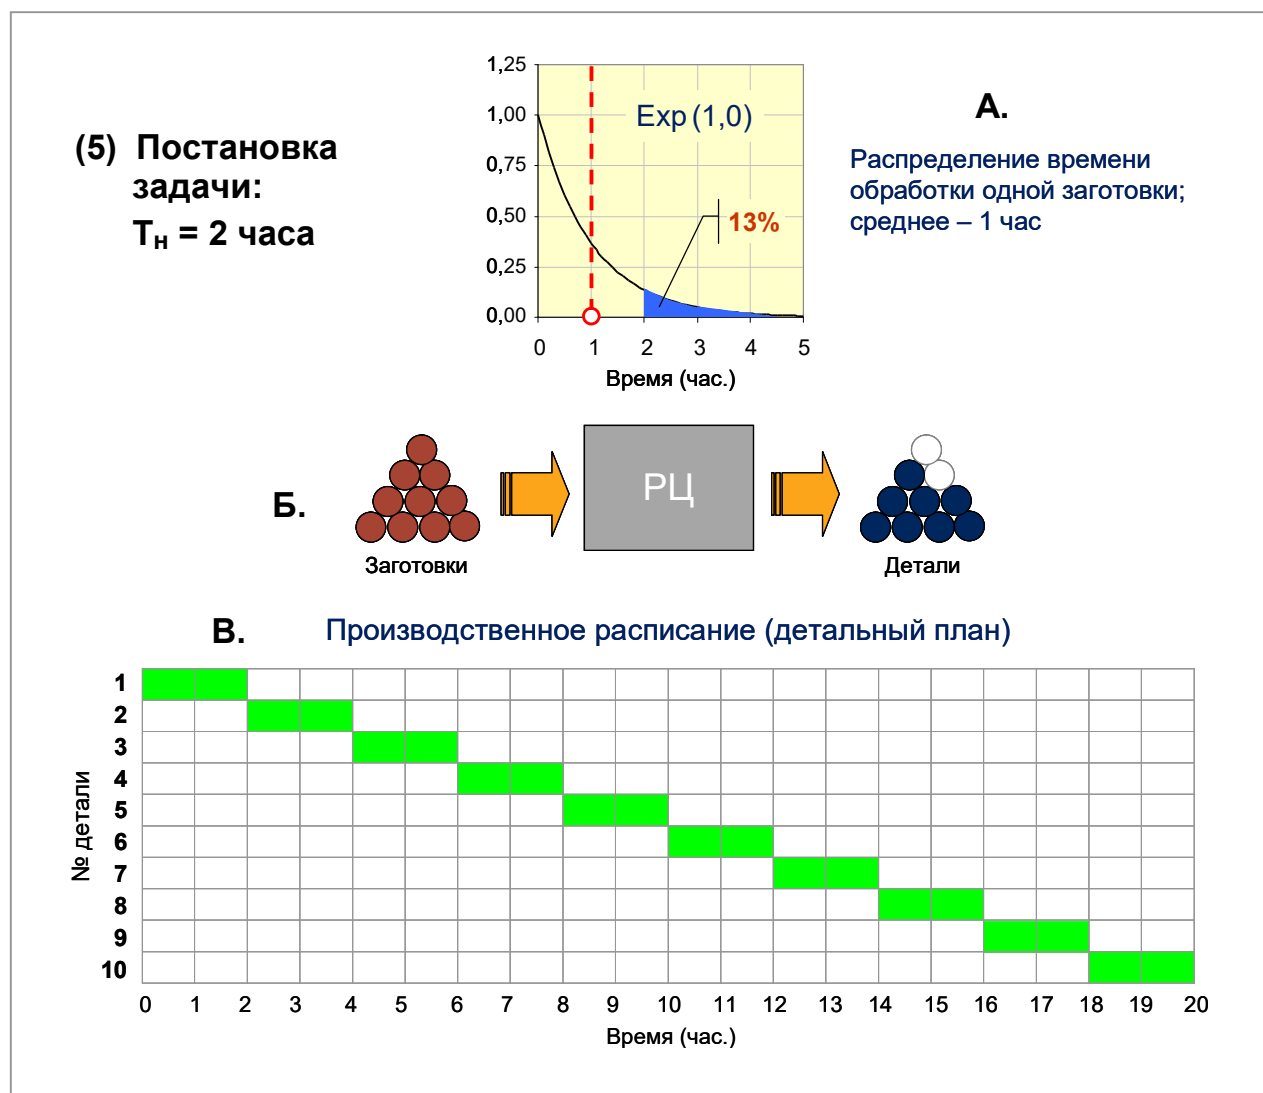 (5) Постановка
задачи:
Tн = 2 часа
1,25
1,00
0,75
0,50
0,25
0,00
Exp (1,0)
13%
0 1 2 3 4 5
Время (час.)
А.
Распределение времени
обработки одной заготовки;
среднее – 1 час
Б.
Заготовки
РЦ
Детали
В.
Производственное расписание (детальный план)
№ детали
1
2
3
4
5
6
7
8
9
10
0 1 2 3 4 5 6 7 8 9 10 11 12 13 14 15 16 17 18 19 20
Время (час.)